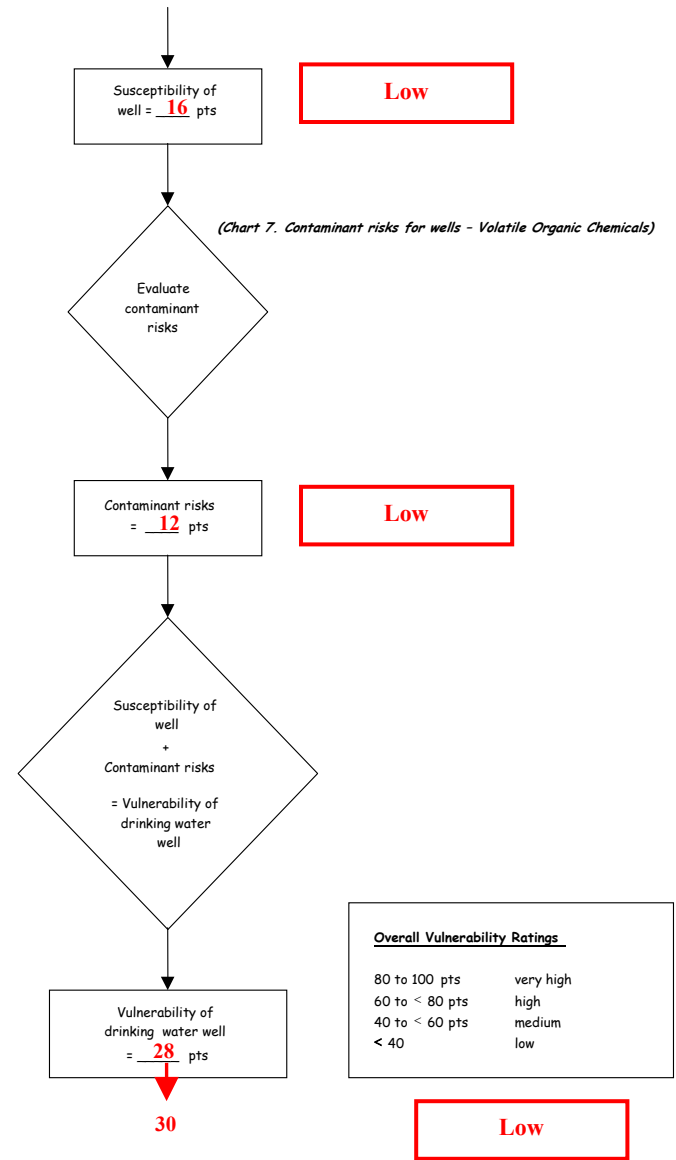 Susceptibility of
well = 16 pts
Low
(Chart 7. Contaminant risks for wells – Volatile Organic Chemicals)
Evaluate
contaminant
risks
Contaminant risks
= 12 pts
Low
Susceptibility of
well
+
Contaminant risks
= Vulnerability of
drinking water
well
Overall Vulnerability Ratings
80 to 100 pts very high
60 to < 80 pts high
40 to < 60 pts medium
< 40 low
Vulnerability of
drinking water well
= 28 pts
30
Low